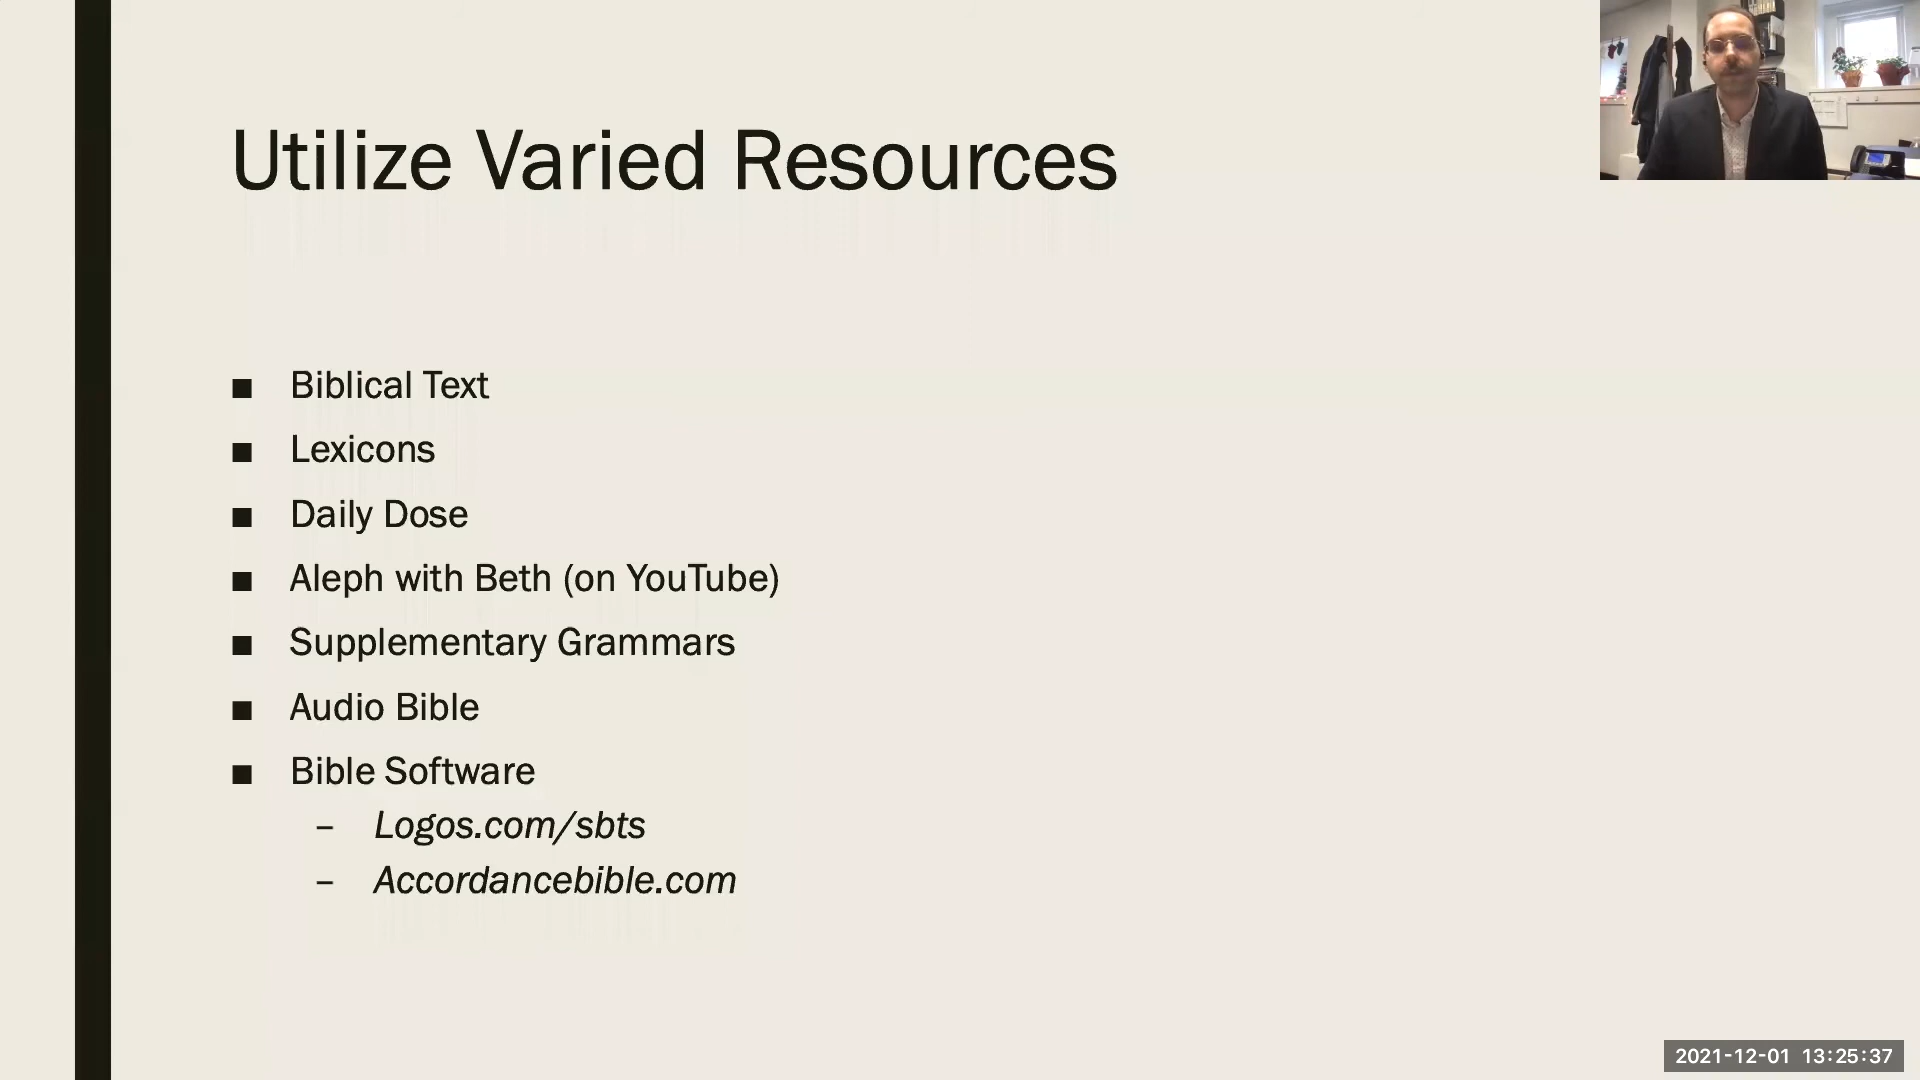 Utilize Varied Resources
■ Biblical Text
■ Lexicons
■ Daily Dose
■ Aleph with Beth (on YouTube)
■ Supplementary Grammars
■ Audio Bible
■ Bible Software
– Logos.com/sbts
– Accordancebible.com
2021-12-01 13:25:37